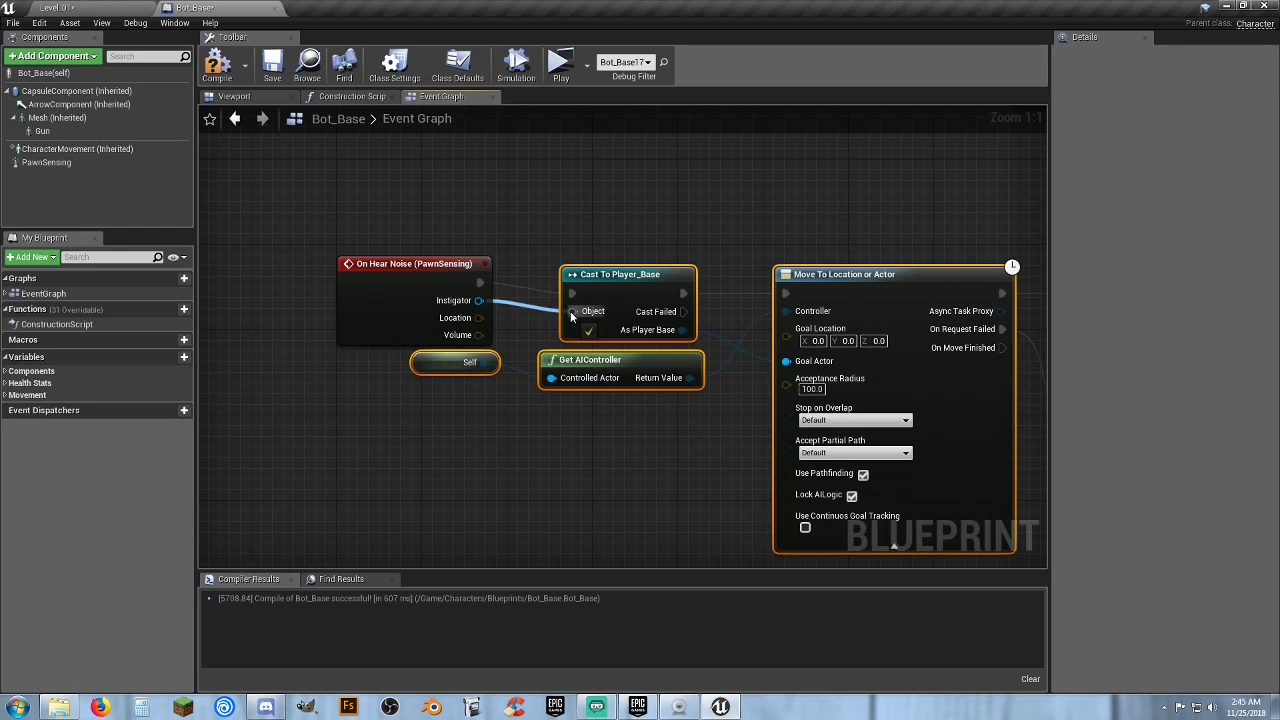 Level_01*
Bot_Base*
File Edit Asset View Debug Window Help
Parent class: Character
Components
Toolbar
Details
+ Add Component
Search
Compile Save Browse Find Class Settings Class Defaults Simulation Play
Bot_Base17
Debug Filter
Bot_Base(self)
CapsuleComponent (Inherited)
ArrowComponent (Inherited)
Mesh (Inherited)
Gun
CharacterMovement (Inherited)
PawnSensing
Viewport
Construction Scrip
Event Graph
Bot_Base > Event Graph
Zoom 1:1
My Blueprint
+ Add New
Search
Graphs
EventGraph
Functions (31 Overridable)
ConstructionScript
Macros
Variables
Components
Health Stats
Movement
Event Dispatchers
On Hear Noise (PawnSensing)
Instigator
Location
Volume
Self
Cast To Player_Base
Object
Cast Failed
As Player Base
Get AIController
Controlled Actor
Return Value
Move To Location or Actor
Controller
Async Task Proxy
Goal Location
On Request Failed
X 0.0 Y 0.0 Z 0.0
On Move Finished
Goal Actor
Acceptance Radius
100.0
Stop on Overlap
Default
Accept Partial Path
Default
Use Pathfinding
Lock AILogic
Use Continuos Goal Tracking
BLUEPRINT
Compiler Results
Find Results
[5708.84] Compile of Bot_Base successful! [in 607 ms] (/Game/Characters/Blueprints/Bot_Base.Bot_Base)
Clear
Fs
EPIC GAMES
EPIC GAMES
2:45 AM
11/25/2018